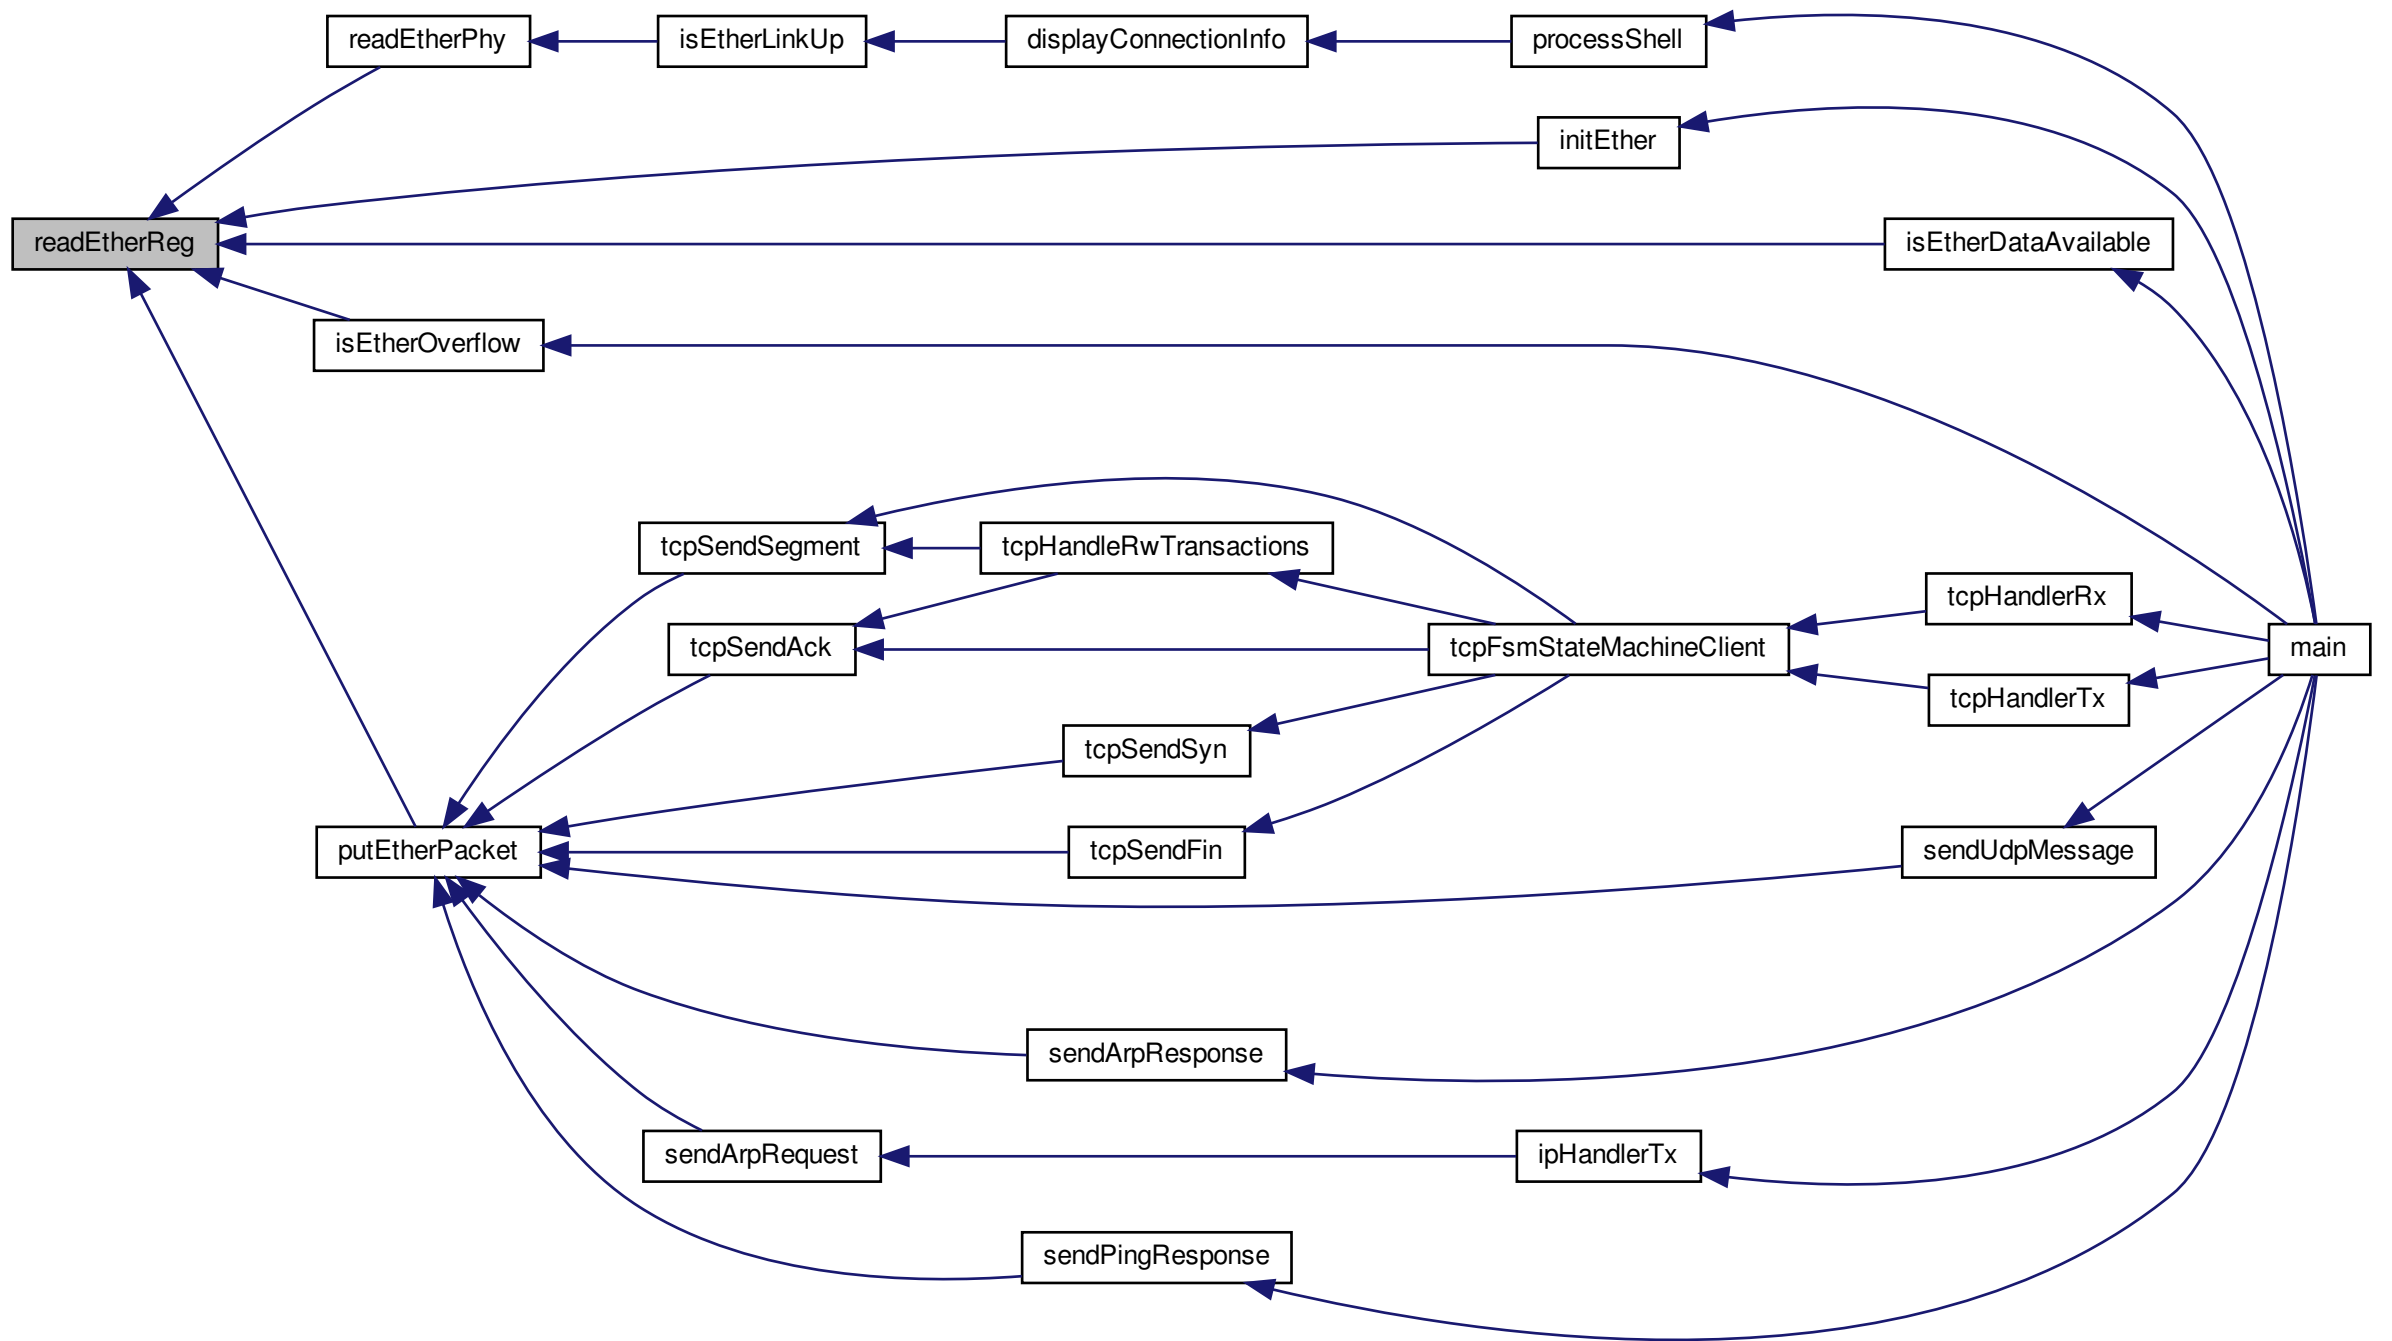 readEtherPhy
isEtherLinkUp
displayConnectionInfo
processShell
initEther
readEtherReg
isEtherDataAvailable
isEtherOverflow
tcpSendSegment
tcpHandleRwTransactions
tcpHandlerRx
tcpSendAck
tcpFsmStateMachineClient
main
tcpHandlerTx
tcpSendSyn
putEtherPacket
tcpSendFin
sendUdpMessage
sendArpResponse
sendArpRequest
ipHandlerTx
sendPingResponse